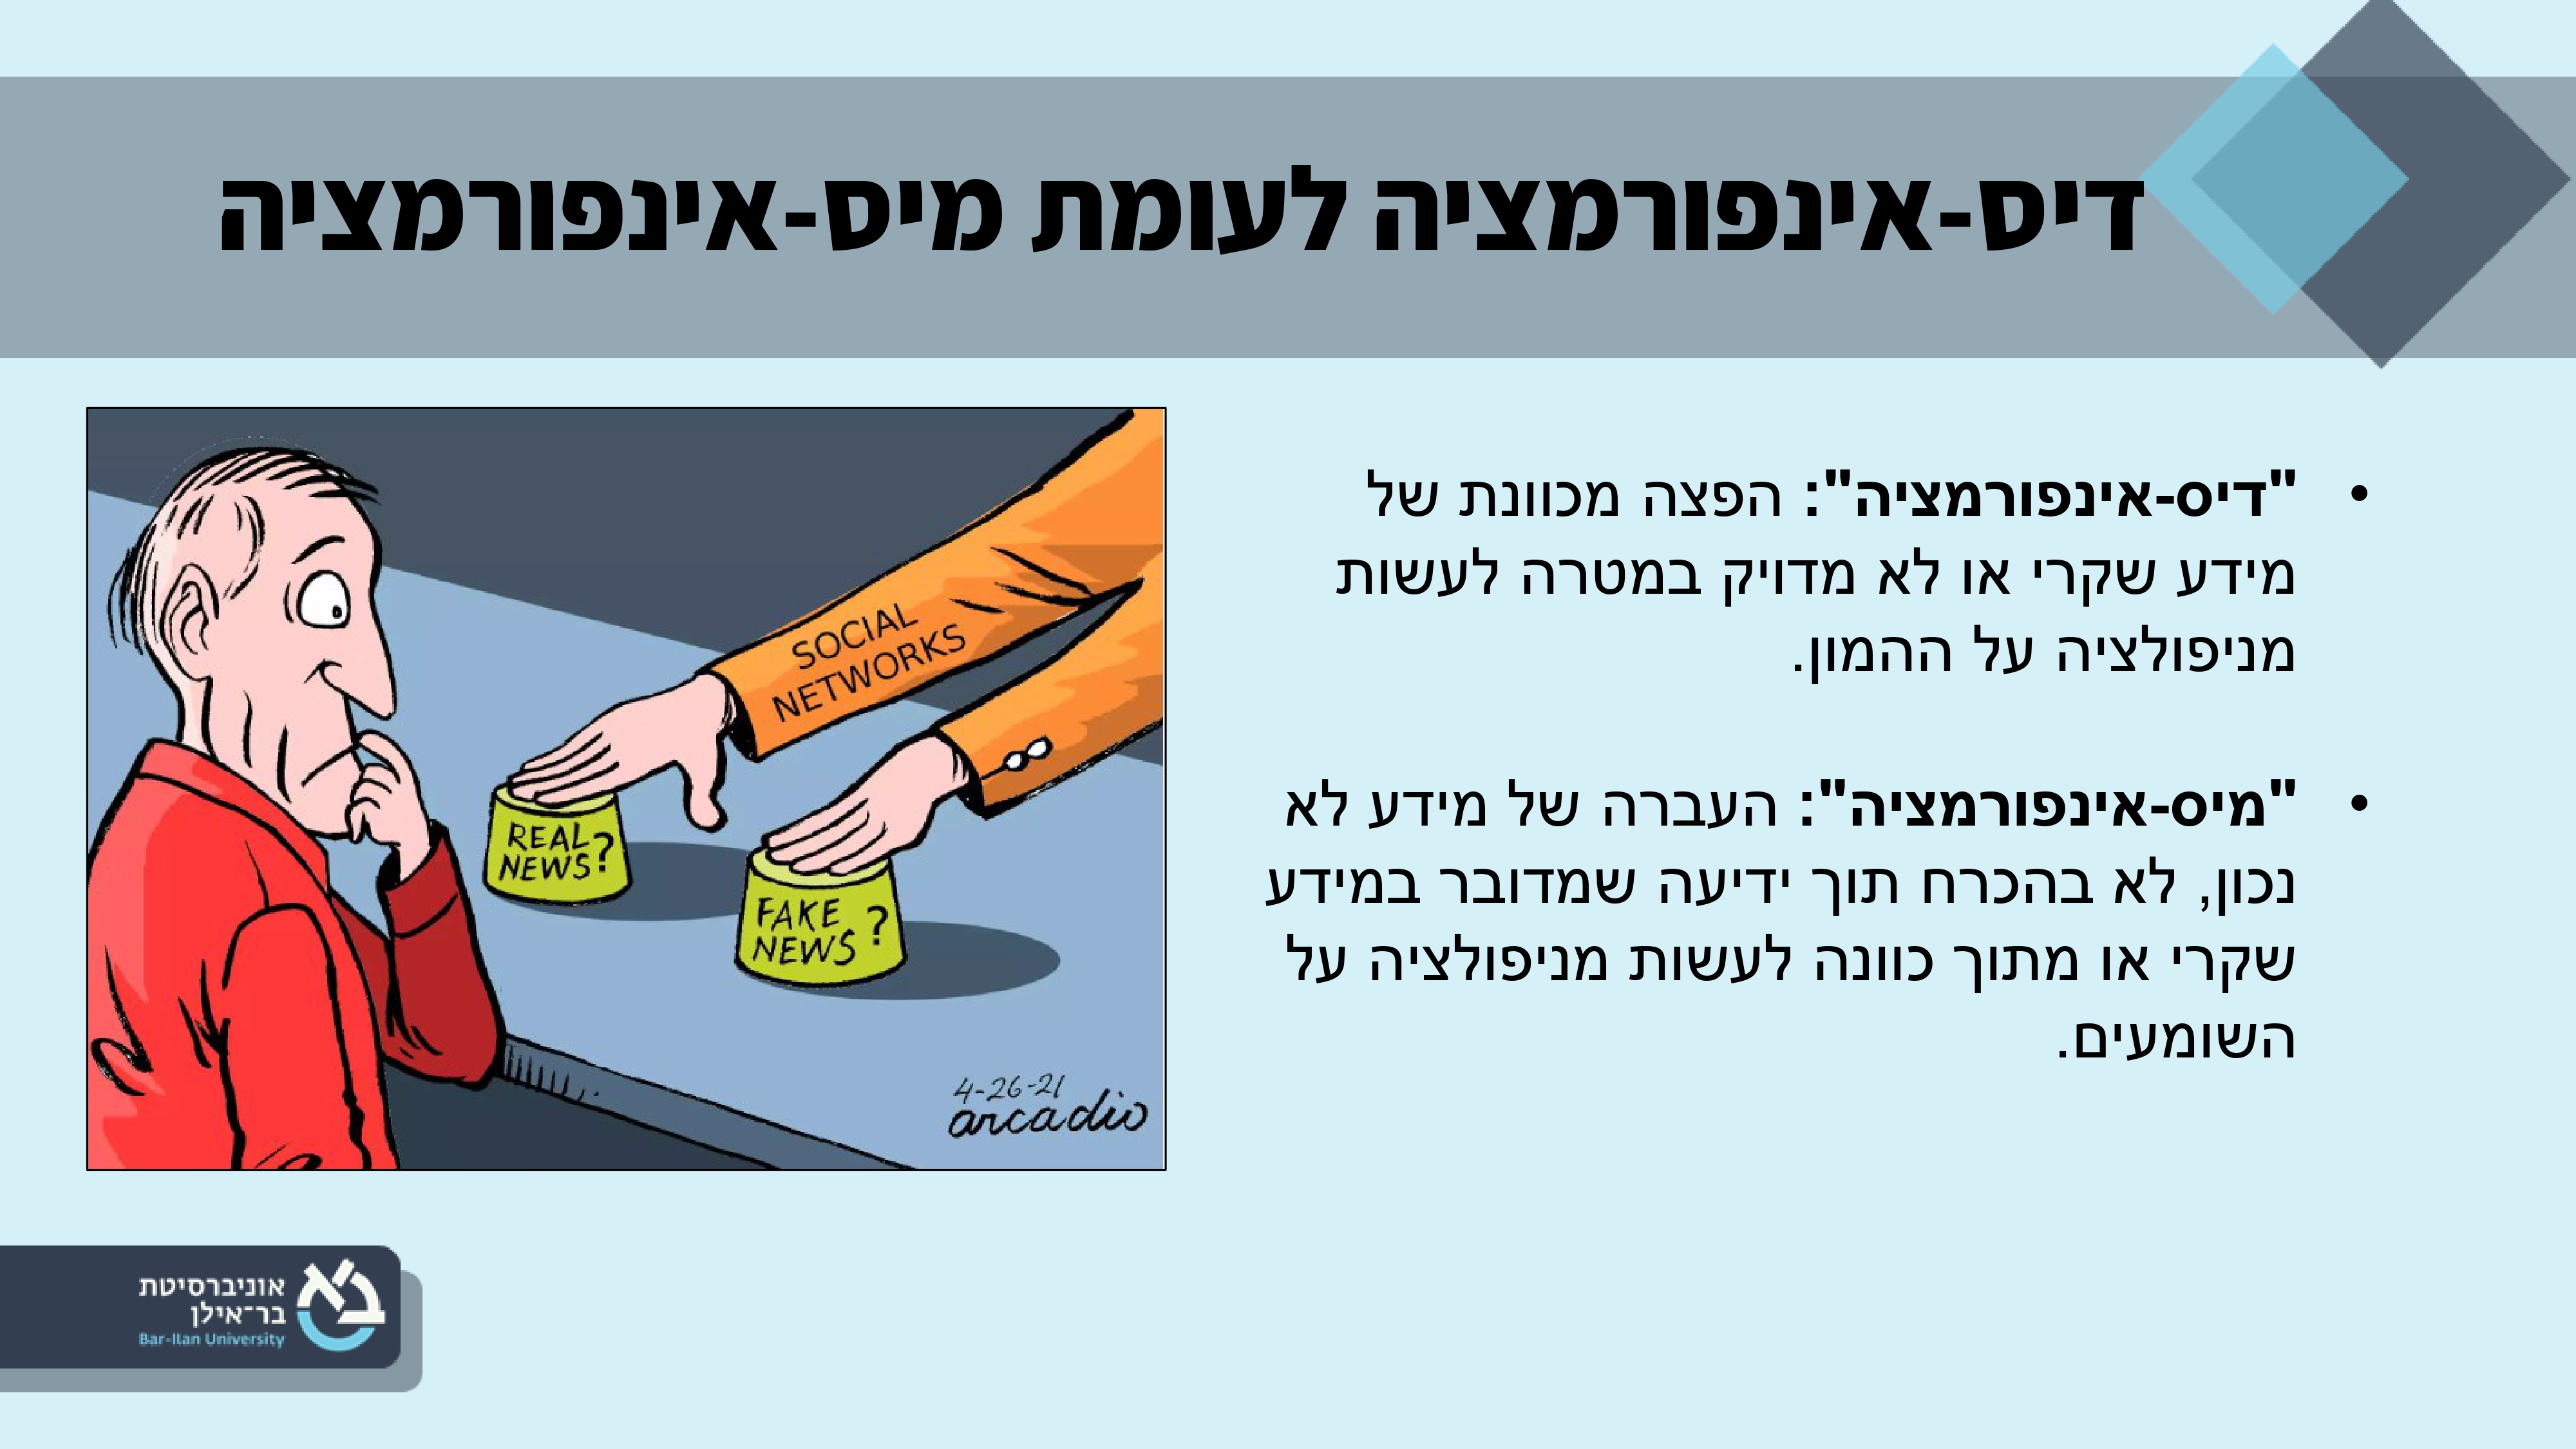 דיס-אינפורמציה לעומת מיס-אינפורמציה
• "דיס-אינפורמציה": הפצה מכוונת של
מידע שקרי או לא מדויק במטרה לעשות
מניפולציה על ההמון.
• "מיס-אינפורמציה": העברה של מידע לא
נכון, לא בהכרח תוך ידיעה שמדובר במידע
שקרי או מתוך כוונה לעשות מניפולציה על
השומעים.
SOCIAL
NETWORKS
REAL
NEWS?
FAKE
NEWS ?
4-26-21
arcadio
אוניברסיטת
בר־אילן
Bar-Ilan University